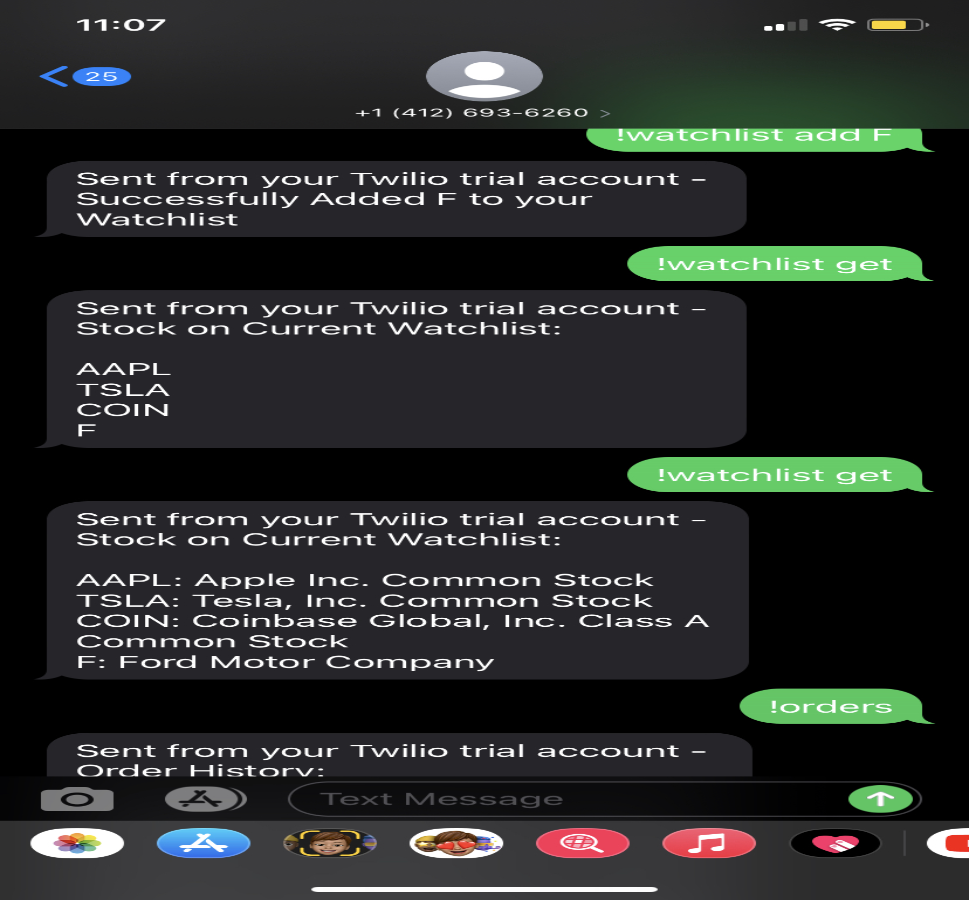 11:07
25
+1 (412) 693-6260 >
!watchlist add F
Sent from your Twilio trial account -
Successfully Added F to your
Watchlist
!watchlist get
Sent from your Twilio trial account -
Stock on Current Watchlist:
AAPL
TSLA
COIN
F
!watchlist get
Sent from your Twilio trial account -
Stock on Current Watchlist:
AAPL: Apple Inc. Common Stock
TSLA: Tesla, Inc. Common Stock
COIN: Coinbase Global, Inc. Class A
Common Stock
F: Ford Motor Company
!orders
Sent from your Twilio trial account -
Order History:
Text Message